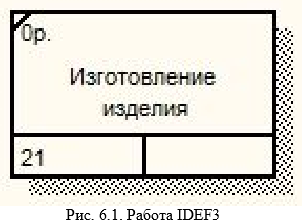 0р.
Изготовление
изделия
21
Рис. 6.1. Работа IDEF3